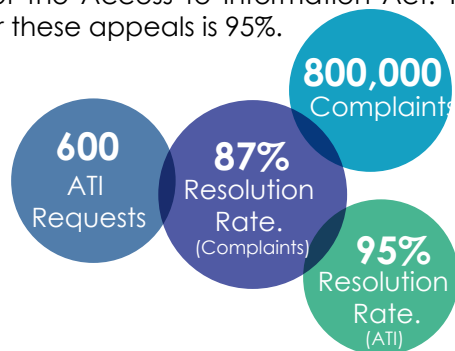 of the Access to Information Act.
these appeals is 95%.
800,000
Complaints
600
ATI
Requests
87%
Resolution
Rate.
(Complaints)
95%
Resolution
Rate.
(ATI)